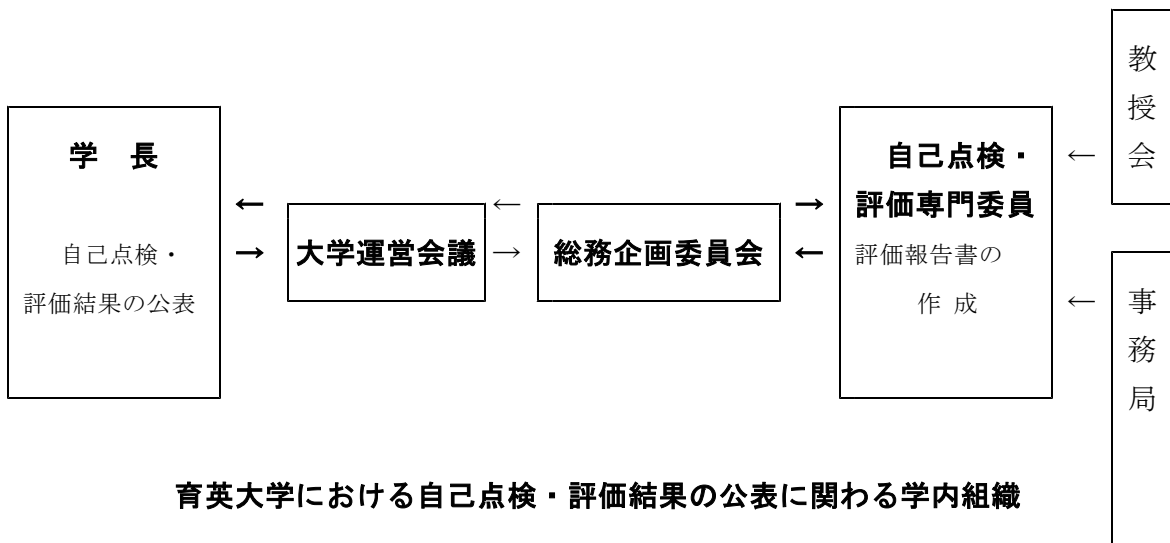 学 長
自己点検・
評価結果の公表
←
→
大学運営会議
←
→
総務企画委員会
→
←
自己点検・
評価専門委員
評価報告書の
作 成
←
←
教授会
事務局
育英大学における自己点検・評価結果の公表に関わる学内組織